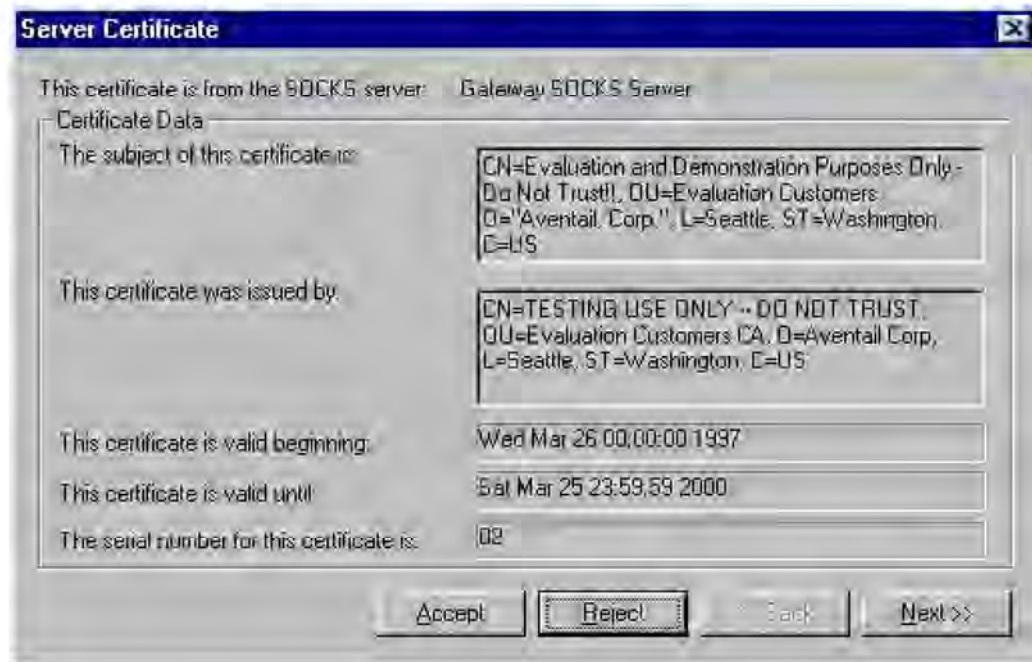 Server Certificate
This certificate is from the SOCKS server: Gateway SOCKS Server
Certificate Data
The subject of this certificate is:
CN=Evaluation and Demonstration Purposes Only -
Do Not Trust!!, OU=Evaluation Customers
O="Aventail, Corp.", L=Seattle, ST=Washington,
C=US
This certificate was issued by:
CN=TESTING USE ONLY -- DO NOT TRUST,
OU=Evaluation Customers CA, O=Aventail Corp,
L=Seattle, ST=Washington, C=US
This certificate is valid beginning:
Wed Mar 26 00:00:00 1997
This certificate is valid until:
Sat Mar 25 23:59:59 2000
The serial number for this certificate is:
02
Accept Reject Back Next >>